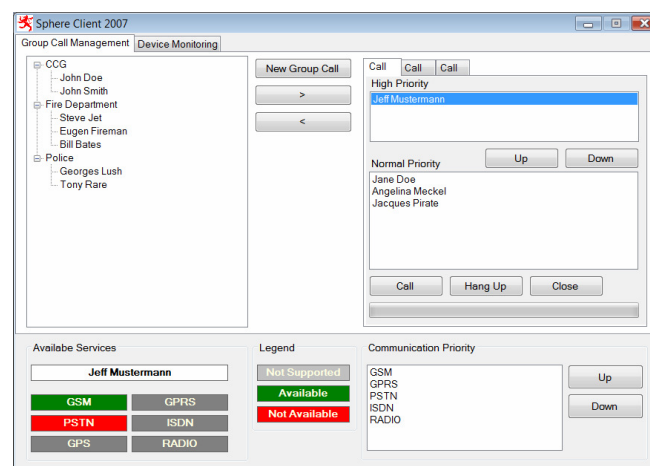 Sphere Client 2007
Group Call Management Device Monitoring
CCG
John Doe
John Smith
Fire Department
Steve Jet
Eugen Fireman
Bill Bates
Police
Georges Lush
Tony Rare
New Group Call
>
<
Call Call Call
High Priority
Jeff Mustermann
Normal Priority Up Down
Jane Doe
Angelina Meckel
Jacques Pirate
Call Hang Up Close
Availabe Services
Jeff Mustermann
GSM GPRS
PSTN ISDN
GPS RADIO
Legend
Not Supported
Available
Not Available
Communication Priority
GSM
GPRS
PSTN
ISDN
RADIO
Up
Down